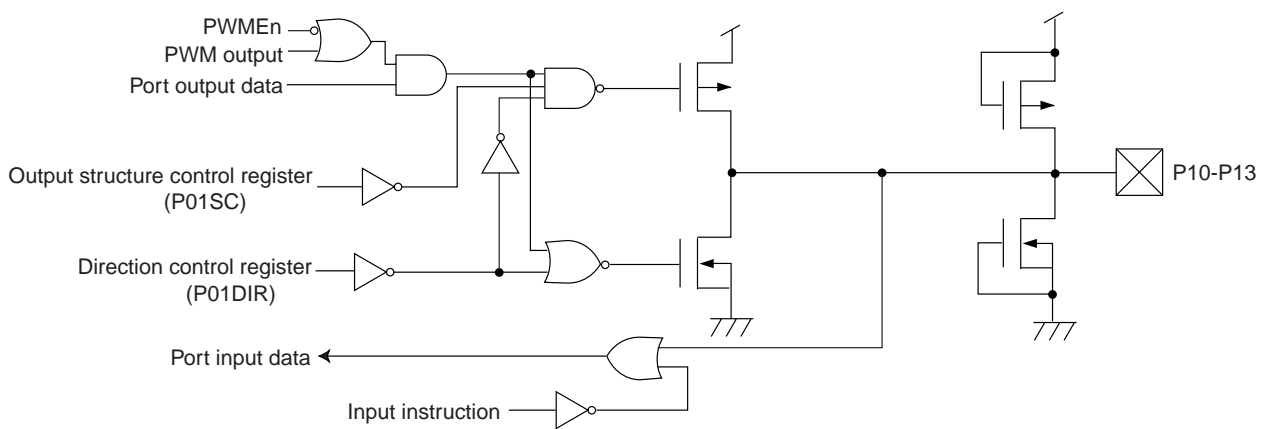 PWMEn
PWM output
Port output data
Output structure control register
(P01SC)
P10-P13
Direction control register
(P01DIR)
Port input data
Input instruction